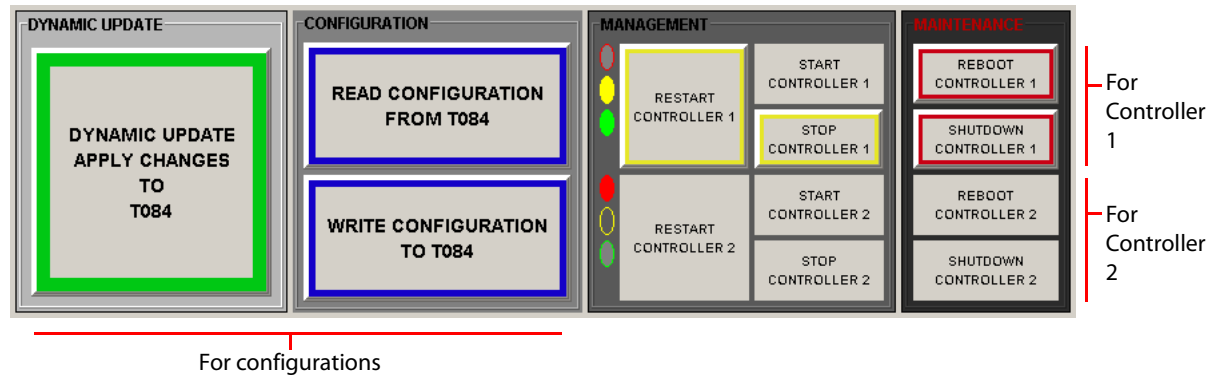 DYNAMIC UPDATE
DYNAMIC UPDATE
APPLY CHANGES
TO
T084
CONFIGURATION
READ CONFIGURATION
FROM T084
WRITE CONFIGURATION
TO T084
MANAGEMENT
RESTART
CONTROLLER 1
START
CONTROLLER 1
STOP
CONTROLLER 1
RESTART
CONTROLLER 2
START
CONTROLLER 2
STOP
CONTROLLER 2
MAINTENANCE
REBOOT
CONTROLLER 1
SHUTDOWN
CONTROLLER 1
REBOOT
CONTROLLER 2
SHUTDOWN
CONTROLLER 2
For
Controller
1
For
Controller
2
For configurations